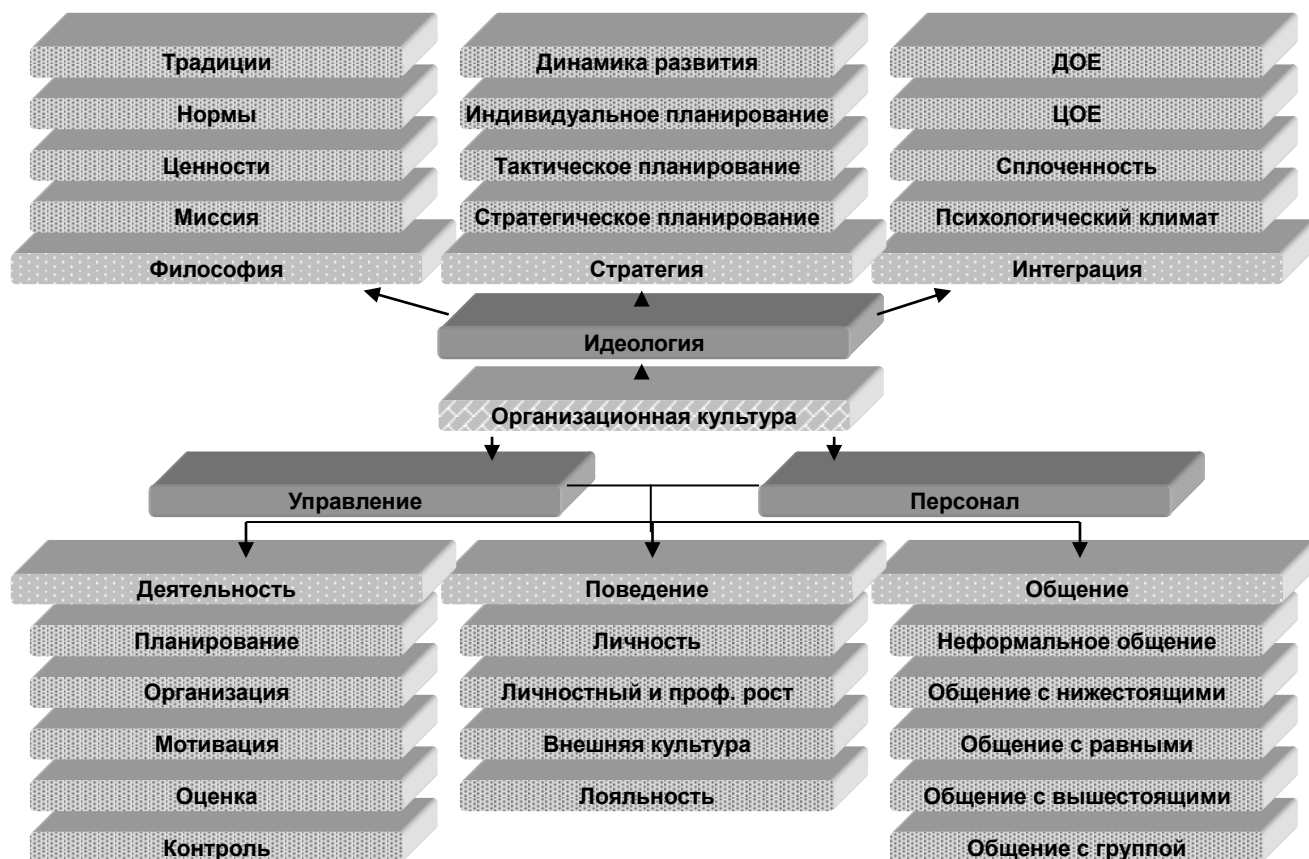 Традиции
Нормы
Ценности
Миссия
Философия
Динамика развития
Индивидуальное планирование
Тактическое планирование
Стратегическое планирование
Стратегия
ДОЕ
ЦОЕ
Сплоченность
Психологический климат
Интеграция
Идеология
Организационная культура
Управление
Персонал
Деятельность
Планирование
Организация
Мотивация
Оценка
Контроль
Поведение
Личность
Личностный и проф. рост
Внешняя культура
Лояльность
Общение
Неформальное общение
Общение с нижестоящими
Общение с равными
Общение с вышестоящими
Общение с группой